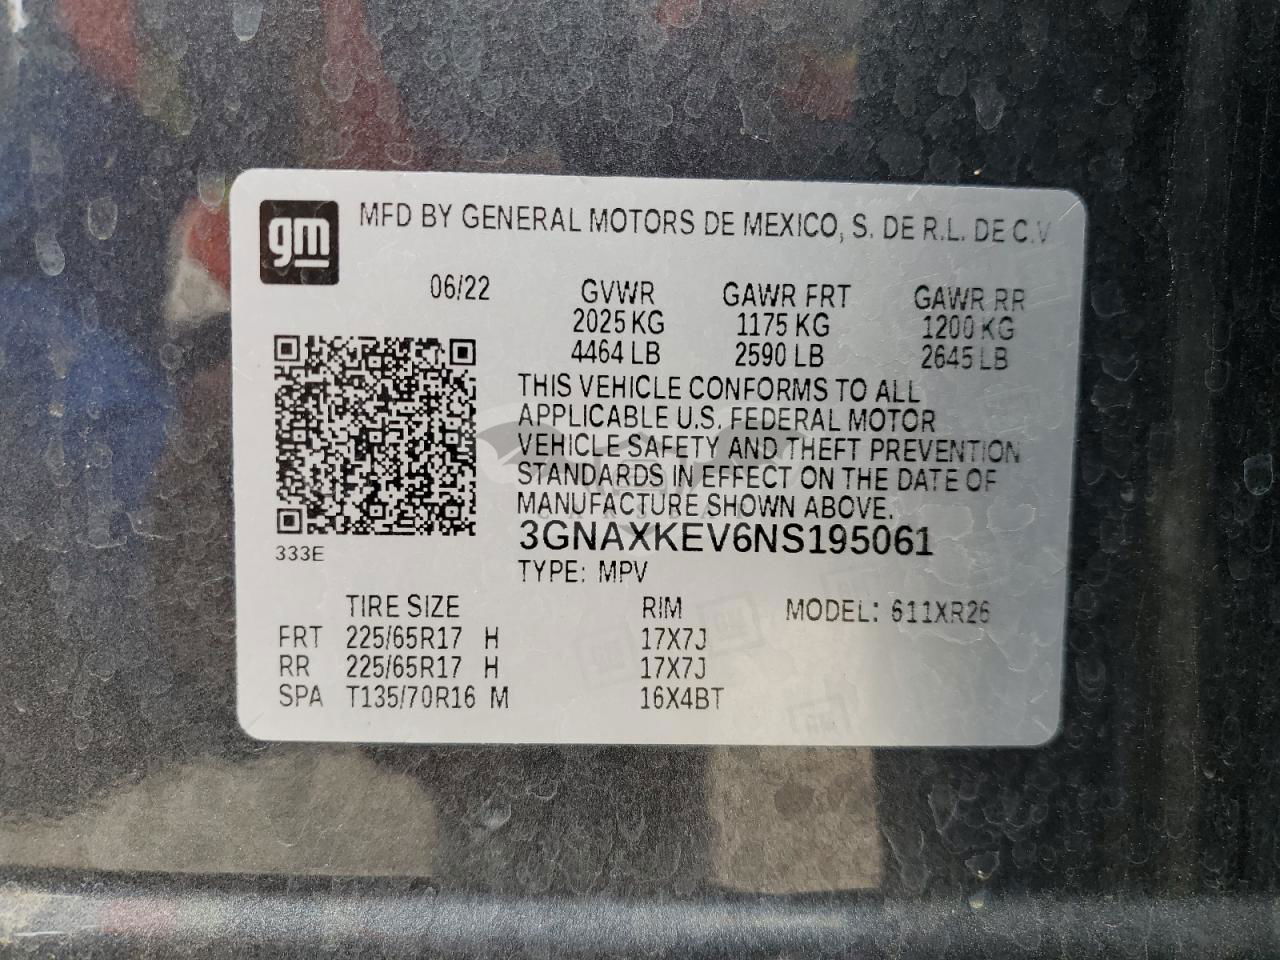 gm
MFD BY GENERAL MOTORS DE MEXICO, S. DE R.L. DE C.V
06/22 GVWR GAWR FRT GAWR RR
2025 KG 1175 KG 1200 KG
4464 LB 2590 LB 2645 LB
THIS VEHICLE CONFORMS TO ALL
APPLICABLE U.S. FEDERAL MOTOR
VEHICLE SAFETY AND THEFT PREVENTION
STANDARDS IN EFFECT ON THE DATE OF
MANUFACTURE SHOWN ABOVE.
3GNAXKEV6NS195061
333E
TYPE: MPV
TIRE SIZE RIM MODEL: 611XR26
FRT 225/65R17 H 17X7J
RR 225/65R17 H 17X7J
SPA T135/70R16 M 16X4BT